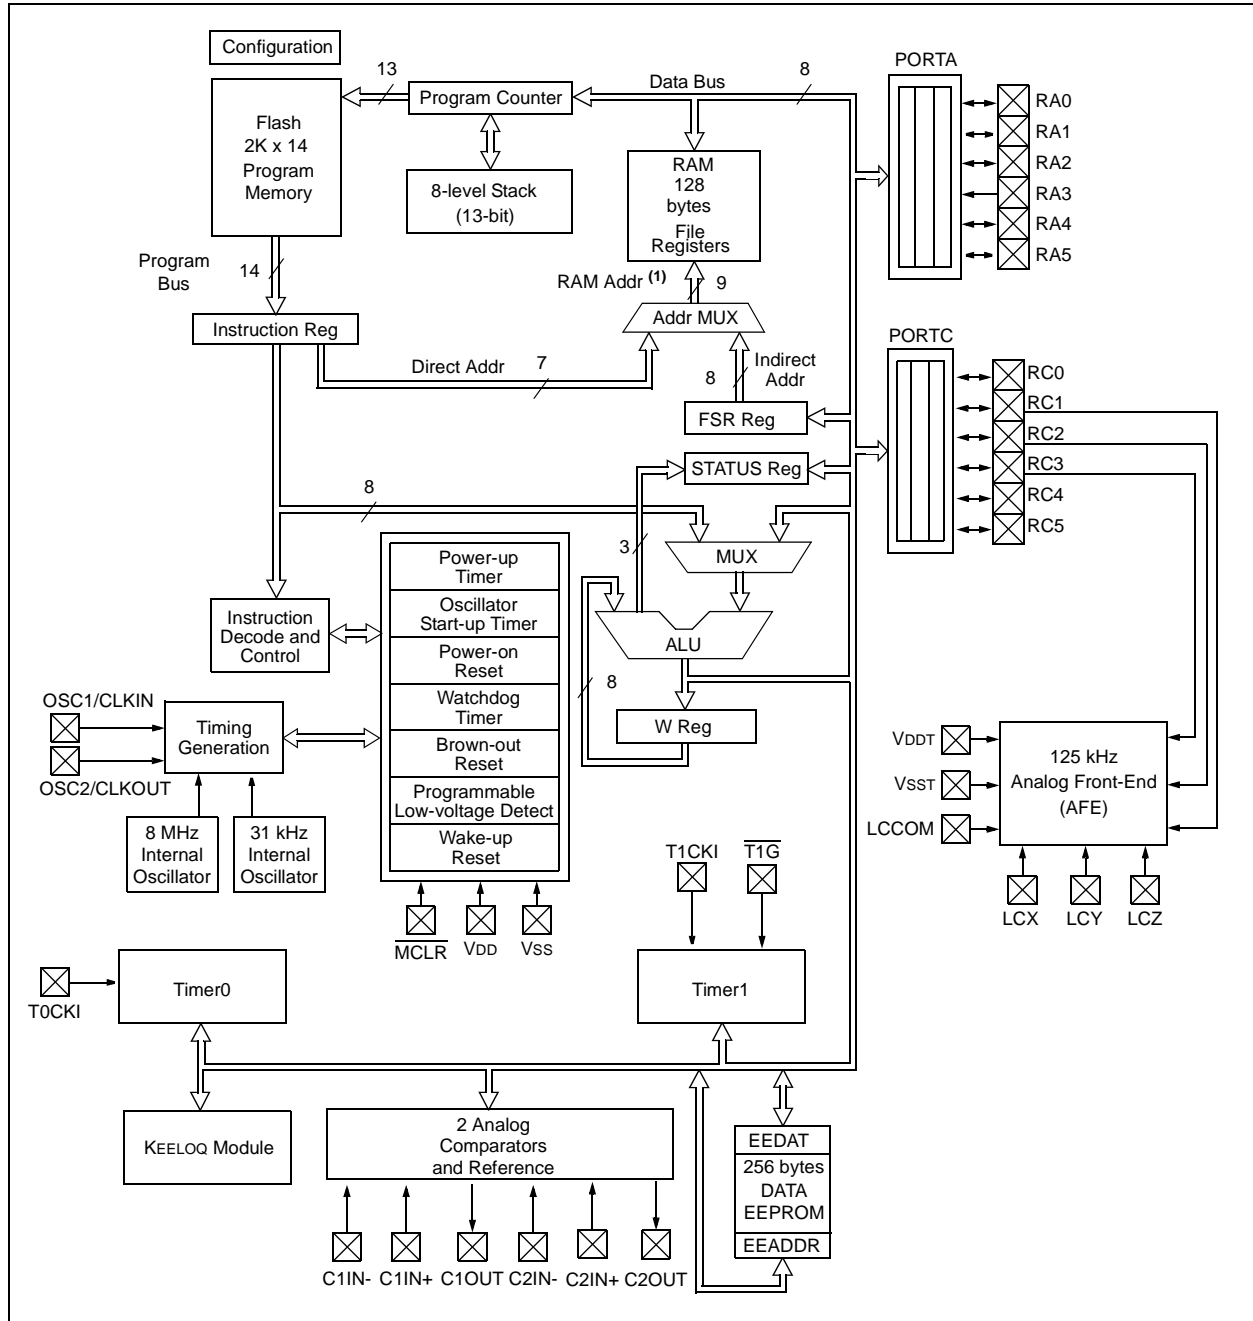 Configuration
13
Program Counter
Data Bus
8
PORTA
Flash
2K x 14
Program
Memory
8-level Stack
(13-bit)
RAM
128
bytes
File
Registers
RA0
RA1
RA2
RA3
RA4
RA5
Program
Bus
14
RAM Addr (1)
9
Instruction Reg
Addr MUX
Direct Addr
7
8
Indirect
Addr
FSR Reg
STATUS Reg
PORTC
RC0
RC1
RC2
RC3
RC4
RC5
8
3
MUX
ALU
8
W Reg
Instruction
Decode and
Control
Power-up
Timer
Oscillator
Start-up Timer
Power-on
Reset
Watchdog
Timer
Brown-out
Reset
Programmable
Low-voltage Detect
Wake-up
Reset
OSC1/CLKIN
OSC2/CLKOUT
Timing
Generation
8 MHz
Internal
Oscillator
31 kHz
Internal
Oscillator
MCLR
VDD
VSS
VDDT
VSST
LCCOM
125 kHz
Analog Front-End
(AFE)
LCX
LCY
LCZ
T1CKI
T1G
T0CKI
Timer0
Timer1
KEELOQ Module
2 Analog
Comparators
and Reference
EEDAT
256 bytes
DATA
EEPROM
EEADDR
C1IN-
C1IN+
C1OUT
C2IN-
C2IN+
C2OUT